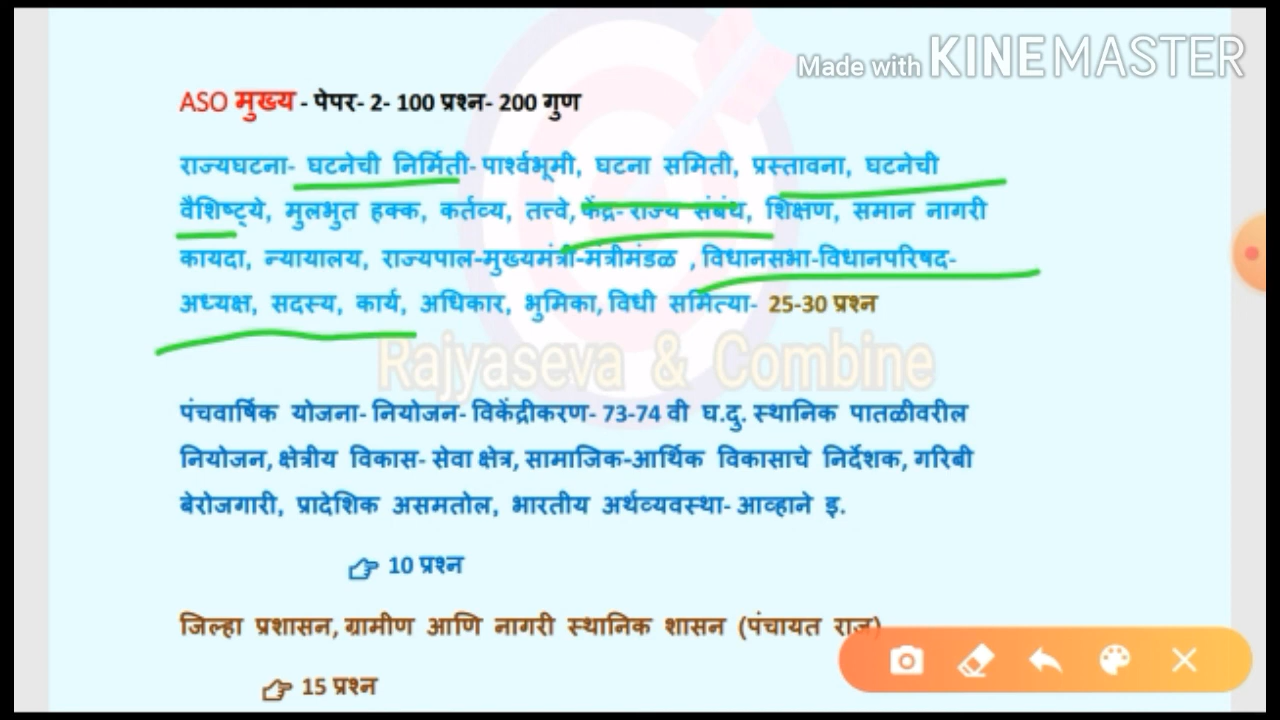 Made with KINEMASTER
ASO मुख्य - पेपर- 2- 100 प्रश्न- 200 गुण
राज्यघटना- घटनेची निर्मिती- पार्श्वभूमी, घटना समिती, प्रस्तावना, घटनेची
वैशिष्ट्ये, मुलभुत हक्क, कर्तव्य, तत्त्वे, केंद्र- राज्य संबंध, शिक्षण, समान नागरी
कायदा, न्यायालय, राज्यपाल-मुख्यमंत्री-मंत्रीमंडळ , विधानसभा-विधानपरिषद-
अध्यक्ष, सदस्य, कार्य, अधिकार, भुमिका, विधी समित्या- 25-30 प्रश्न
Rajyaseva & Combine
पंचवार्षिक योजना- नियोजन- विकेंद्रीकरण- 73-74 वी घ.दु. स्थानिक पातळीवरील
नियोजन, क्षेत्रीय विकास- सेवा क्षेत्र, सामाजिक-आर्थिक विकासाचे निर्देशक, गरिबी
बेरोजगारी, प्रादेशिक असमतोल, भारतीय अर्थव्यवस्था- आव्हाने इ.
10 प्रश्न
जिल्हा प्रशासन, ग्रामीण आणि नागरी स्थानिक शासन (पंचायत राज)
15 प्रश्न